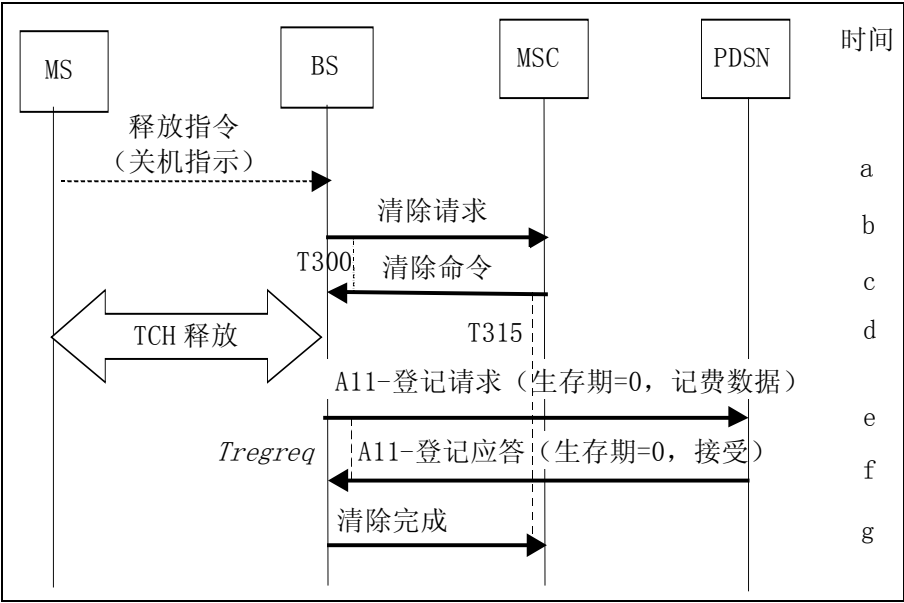 MS
BS
MSC
PDSN
时间
释放指令
（关机指示）
a
清除请求
b
T300
清除命令
c
TCH 释放
T315
d
A11-登记请求（生存期=0，记费数据）
e
Tregreq
A11-登记应答（生存期=0，接受）
f
清除完成
g